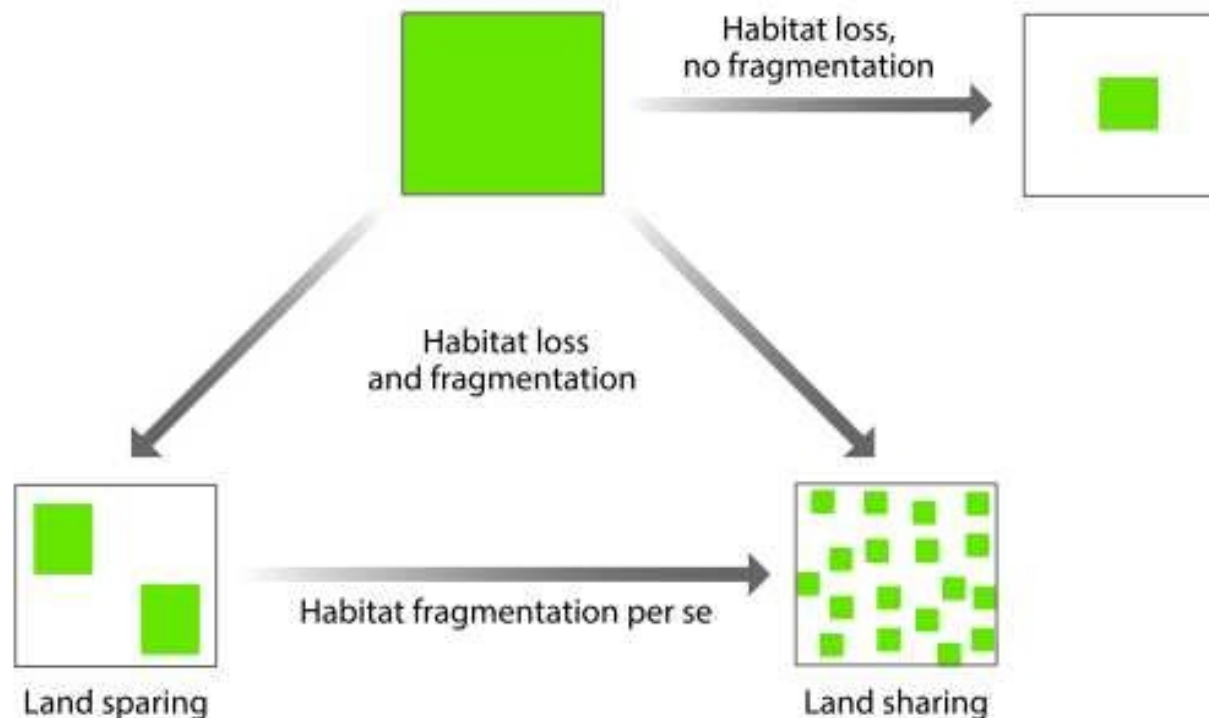 Habitat loss,
no fragmentation
Habitat loss
and fragmentation
Habitat fragmentation per se
Land sparing
Land sharing